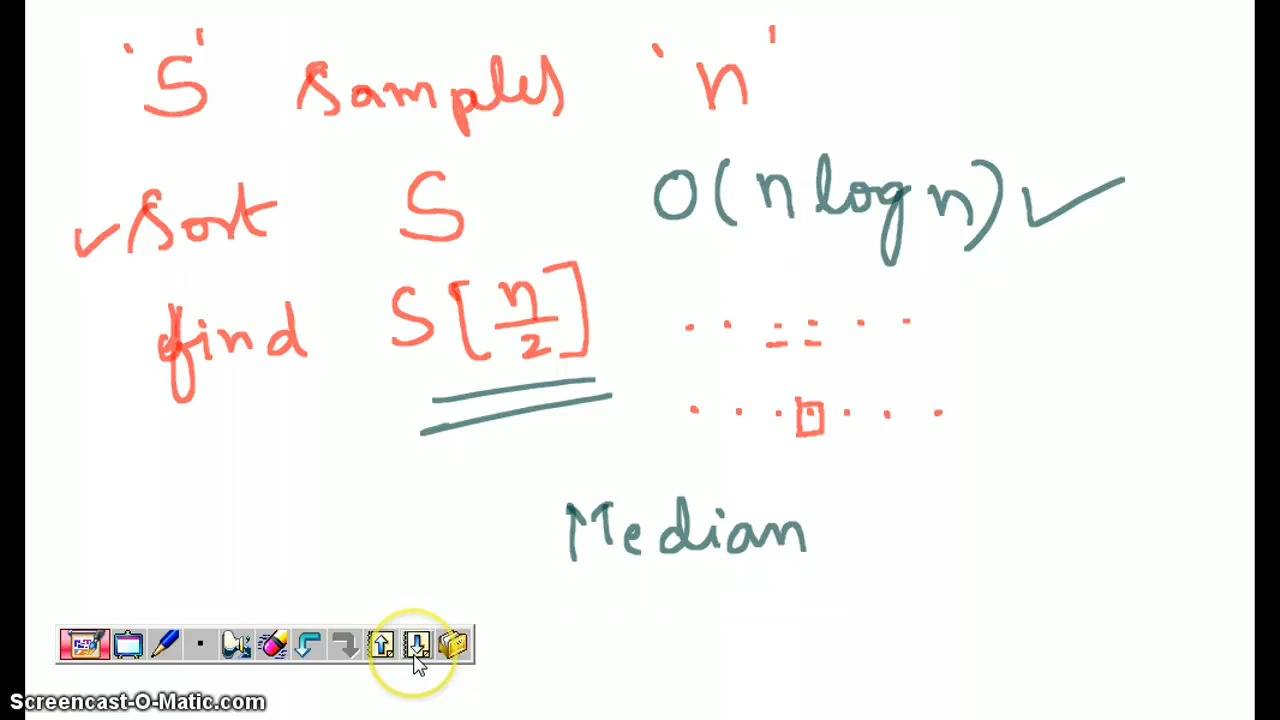 'S' samples 'n'
Sort S O(n log n)
find S[n/2]
Median
Screencast-O-Matic.com